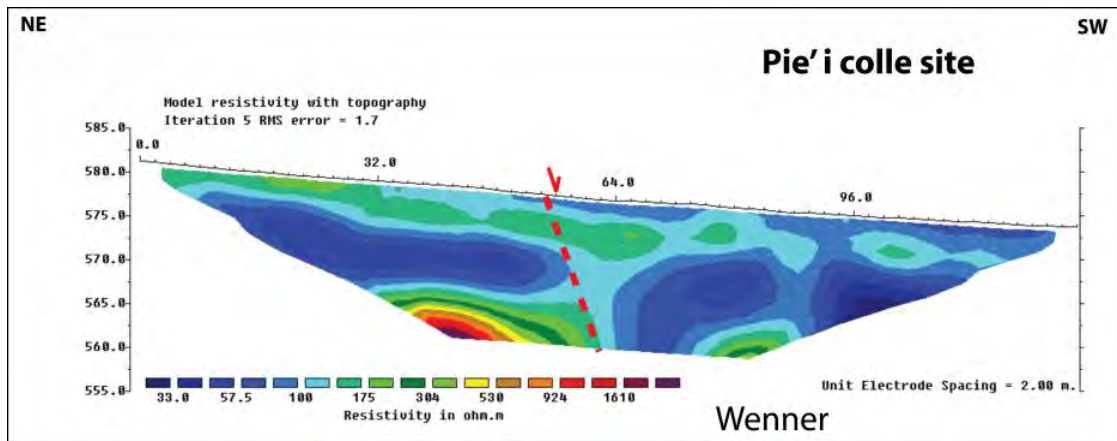 NE
SW
Pie' i colle site
Model resistivity with topography
Iteration 5 RMS error = 1.7
585.0
0.0
32.0
580.0
64.0
96.0
575.0
570.0
565.0
560.0
555.0
33.0 57.5 100 175 304 530 924 1610
Resistivity in ohm.m
Unit Electrode Spacing = 2.00 m.
Wenner